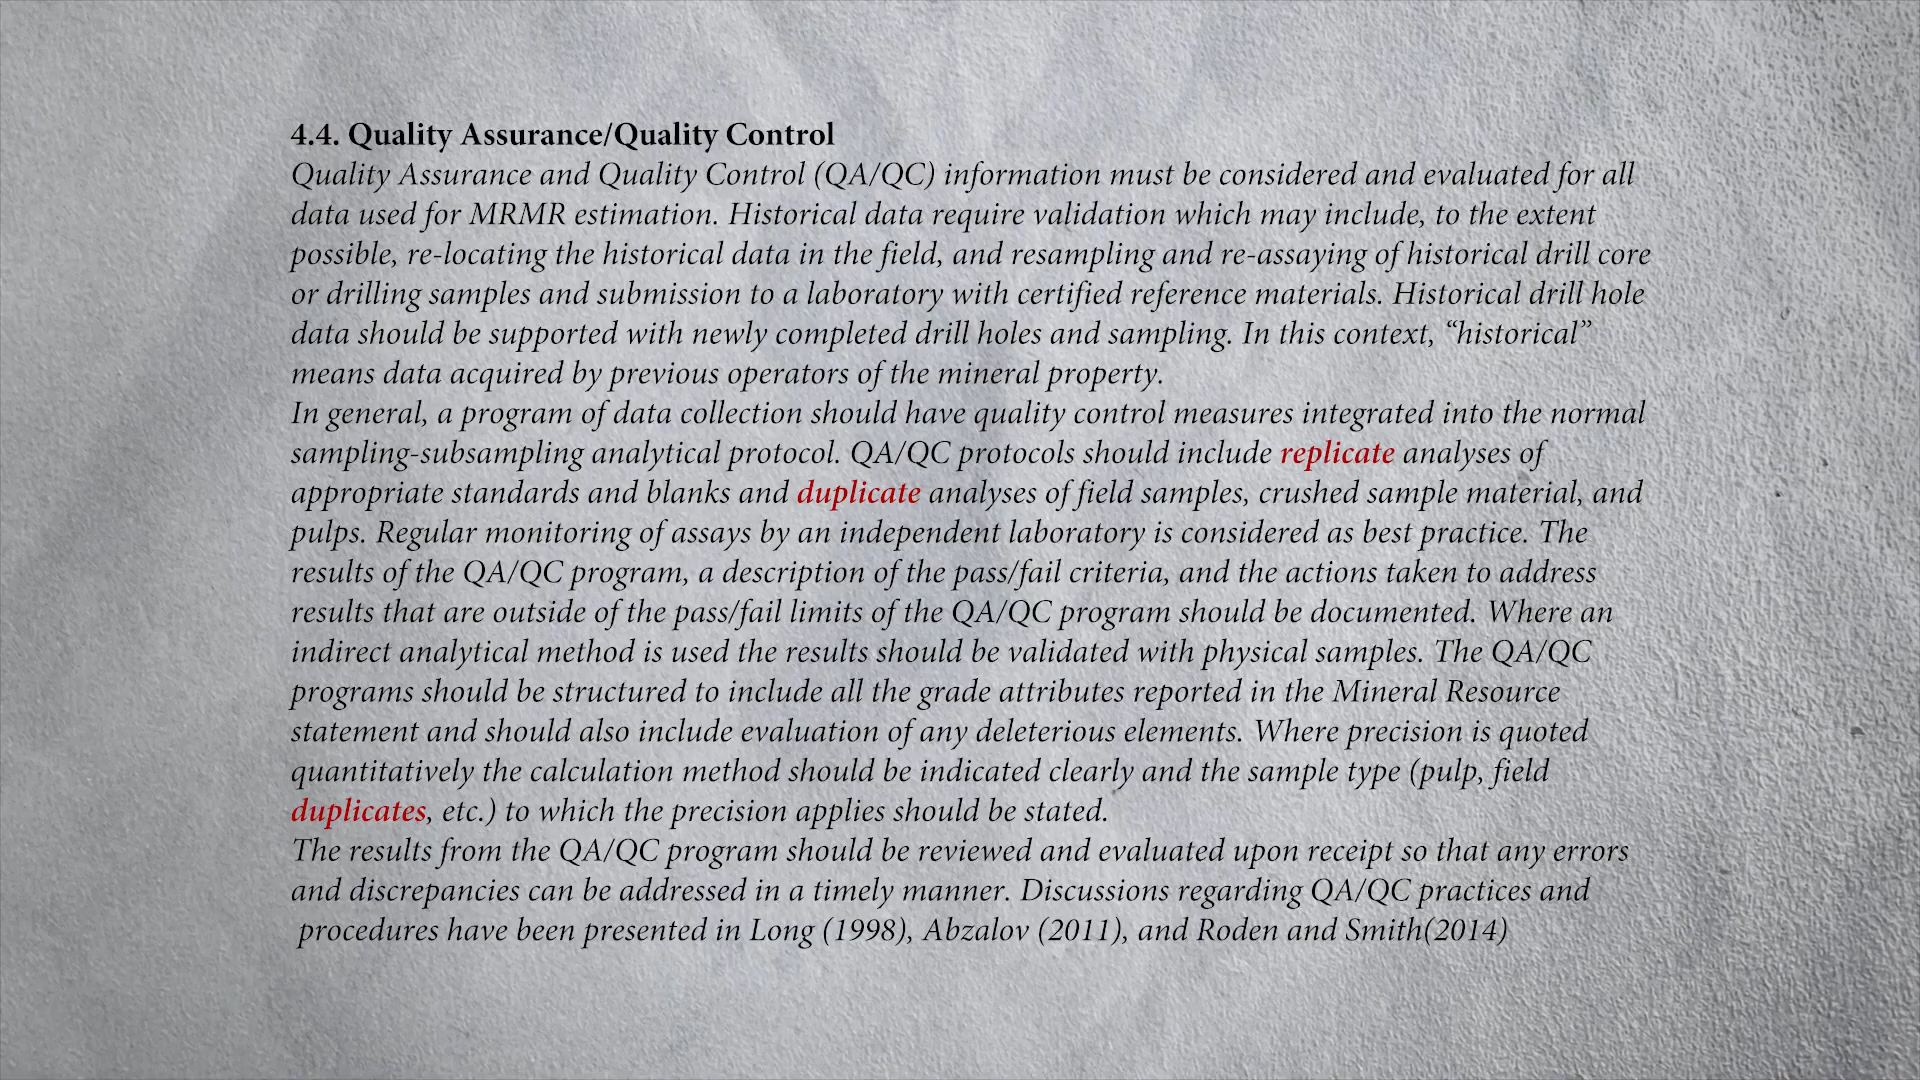 4.4. Quality Assurance/Quality Control
Quality Assurance and Quality Control (QA/QC) information must be considered and evaluated for all
data used for MRMR estimation. Historical data require validation which may include, to the extent
possible, re-locating the historical data in the field, and resampling and re-assaying of historical drill core
or drilling samples and submission to a laboratory with certified reference materials. Historical drill hole
data should be supported with newly completed drill holes and sampling. In this context, “historical”
means data acquired by previous operators of the mineral property.
In general, a program of data collection should have quality control measures integrated into the normal
sampling-subsampling analytical protocol. QA/QC protocols should include replicate analyses of
appropriate standards and blanks and duplicate analyses of field samples, crushed sample material, and
pulps. Regular monitoring of assays by an independent laboratory is considered as best practice. The
results of the QA/QC program, a description of the pass/fail criteria, and the actions taken to address
results that are outside of the pass/fail limits of the QA/QC program should be documented. Where an
indirect analytical method is used the results should be validated with physical samples. The QA/QC
programs should be structured to include all the grade attributes reported in the Mineral Resource
statement and should also include evaluation of any deleterious elements. Where precision is quoted
quantitatively the calculation method should be indicated clearly and the sample type (pulp, field
duplicates, etc.) to which the precision applies should be stated.
The results from the QA/QC program should be reviewed and evaluated upon receipt so that any errors
and discrepancies can be addressed in a timely manner. Discussions regarding QA/QC practices and
procedures have been presented in Long (1998), Abzalov (2011), and Roden and Smith(2014)